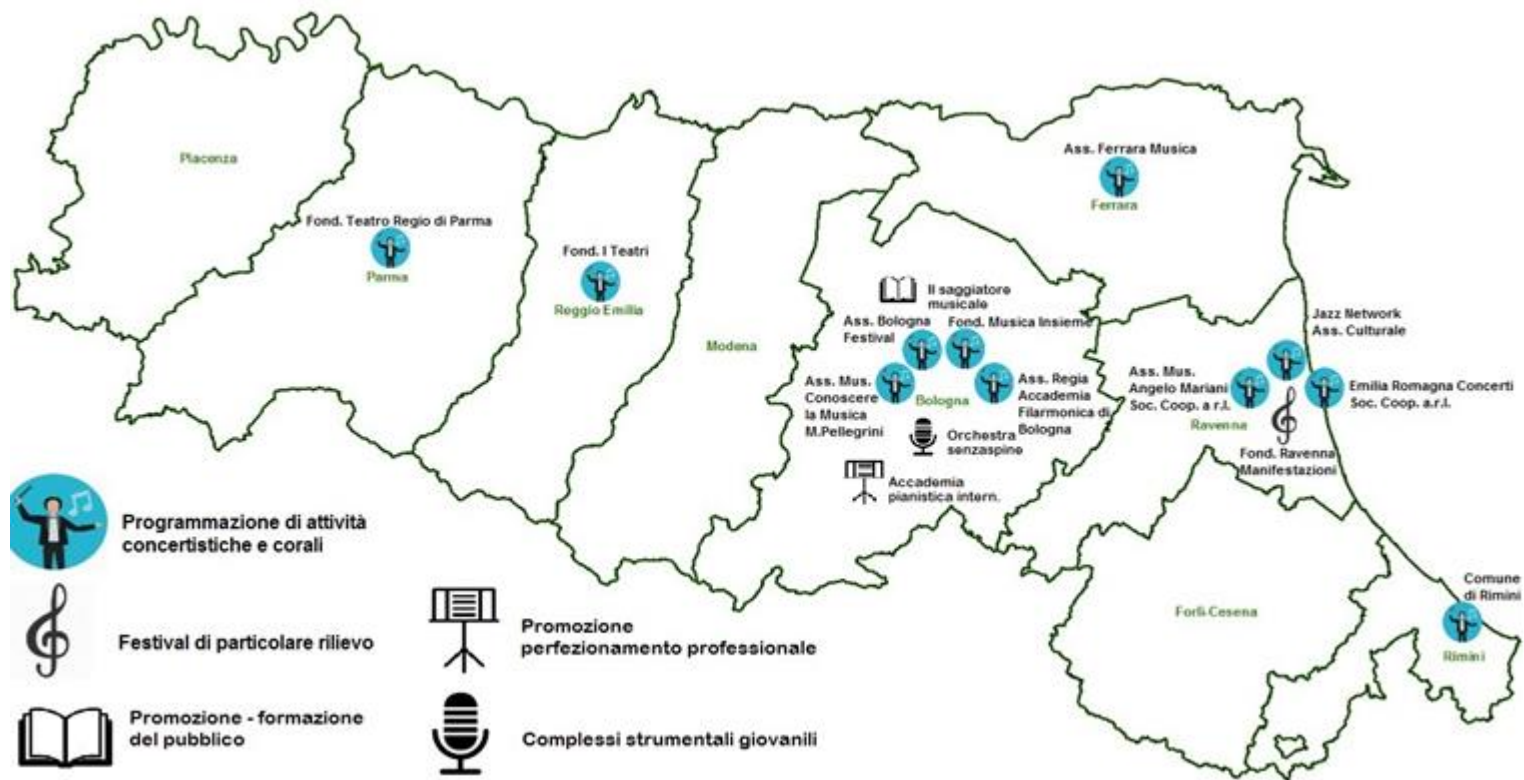 Piacenza
Fond. Teatro Regio di Parma
Parma
Fond. I Teatri
Reggio Emilia
Modena
Ass. Ferrara Musica
Ferrara
Il saggiatore
musicale
Ass. Bologna
Festival
Fond. Musica Insieme
Ass. Mus.
Conoscere
la Musica
M.Pellegrini
Bologna
Ass. Regia
Accademia
Filarmonica di
Bologna
Orchestra
senzaspine
Accademia
pianistica intern.
Jazz Network
Ass. Culturale
Ass. Mus.
Angelo Mariani
Soc. Coop. a r.l.
Ravenna
Emilia Romagna Concerti
Soc. Coop. a.r.l.
Fond. Ravenna
Manifestazioni
Forlì-Cesena
Comune
di Rimini
Rimini
Programmazione di attività
concertistiche e corali
Festival di particolare rilievo
Promozione - formazione
del pubblico
Promozione
perfezionamento professionale
Complessi strumentali giovanili